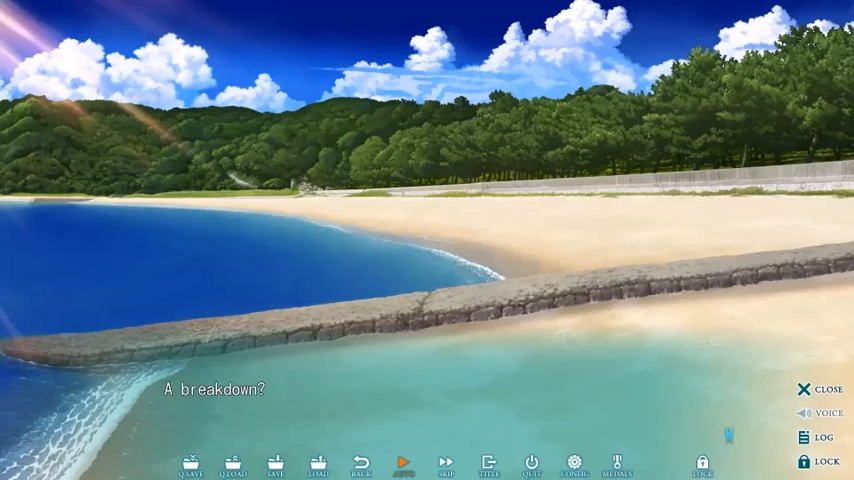 A breakdown?
CLOSE
VOICE
LOG
LOCK
Q.SAVE
Q.LOAD
SAVE
LOAD
BACK
AUTO
SKIP
TITLE
QUIT
CONFIG
MEDALS
LOCK